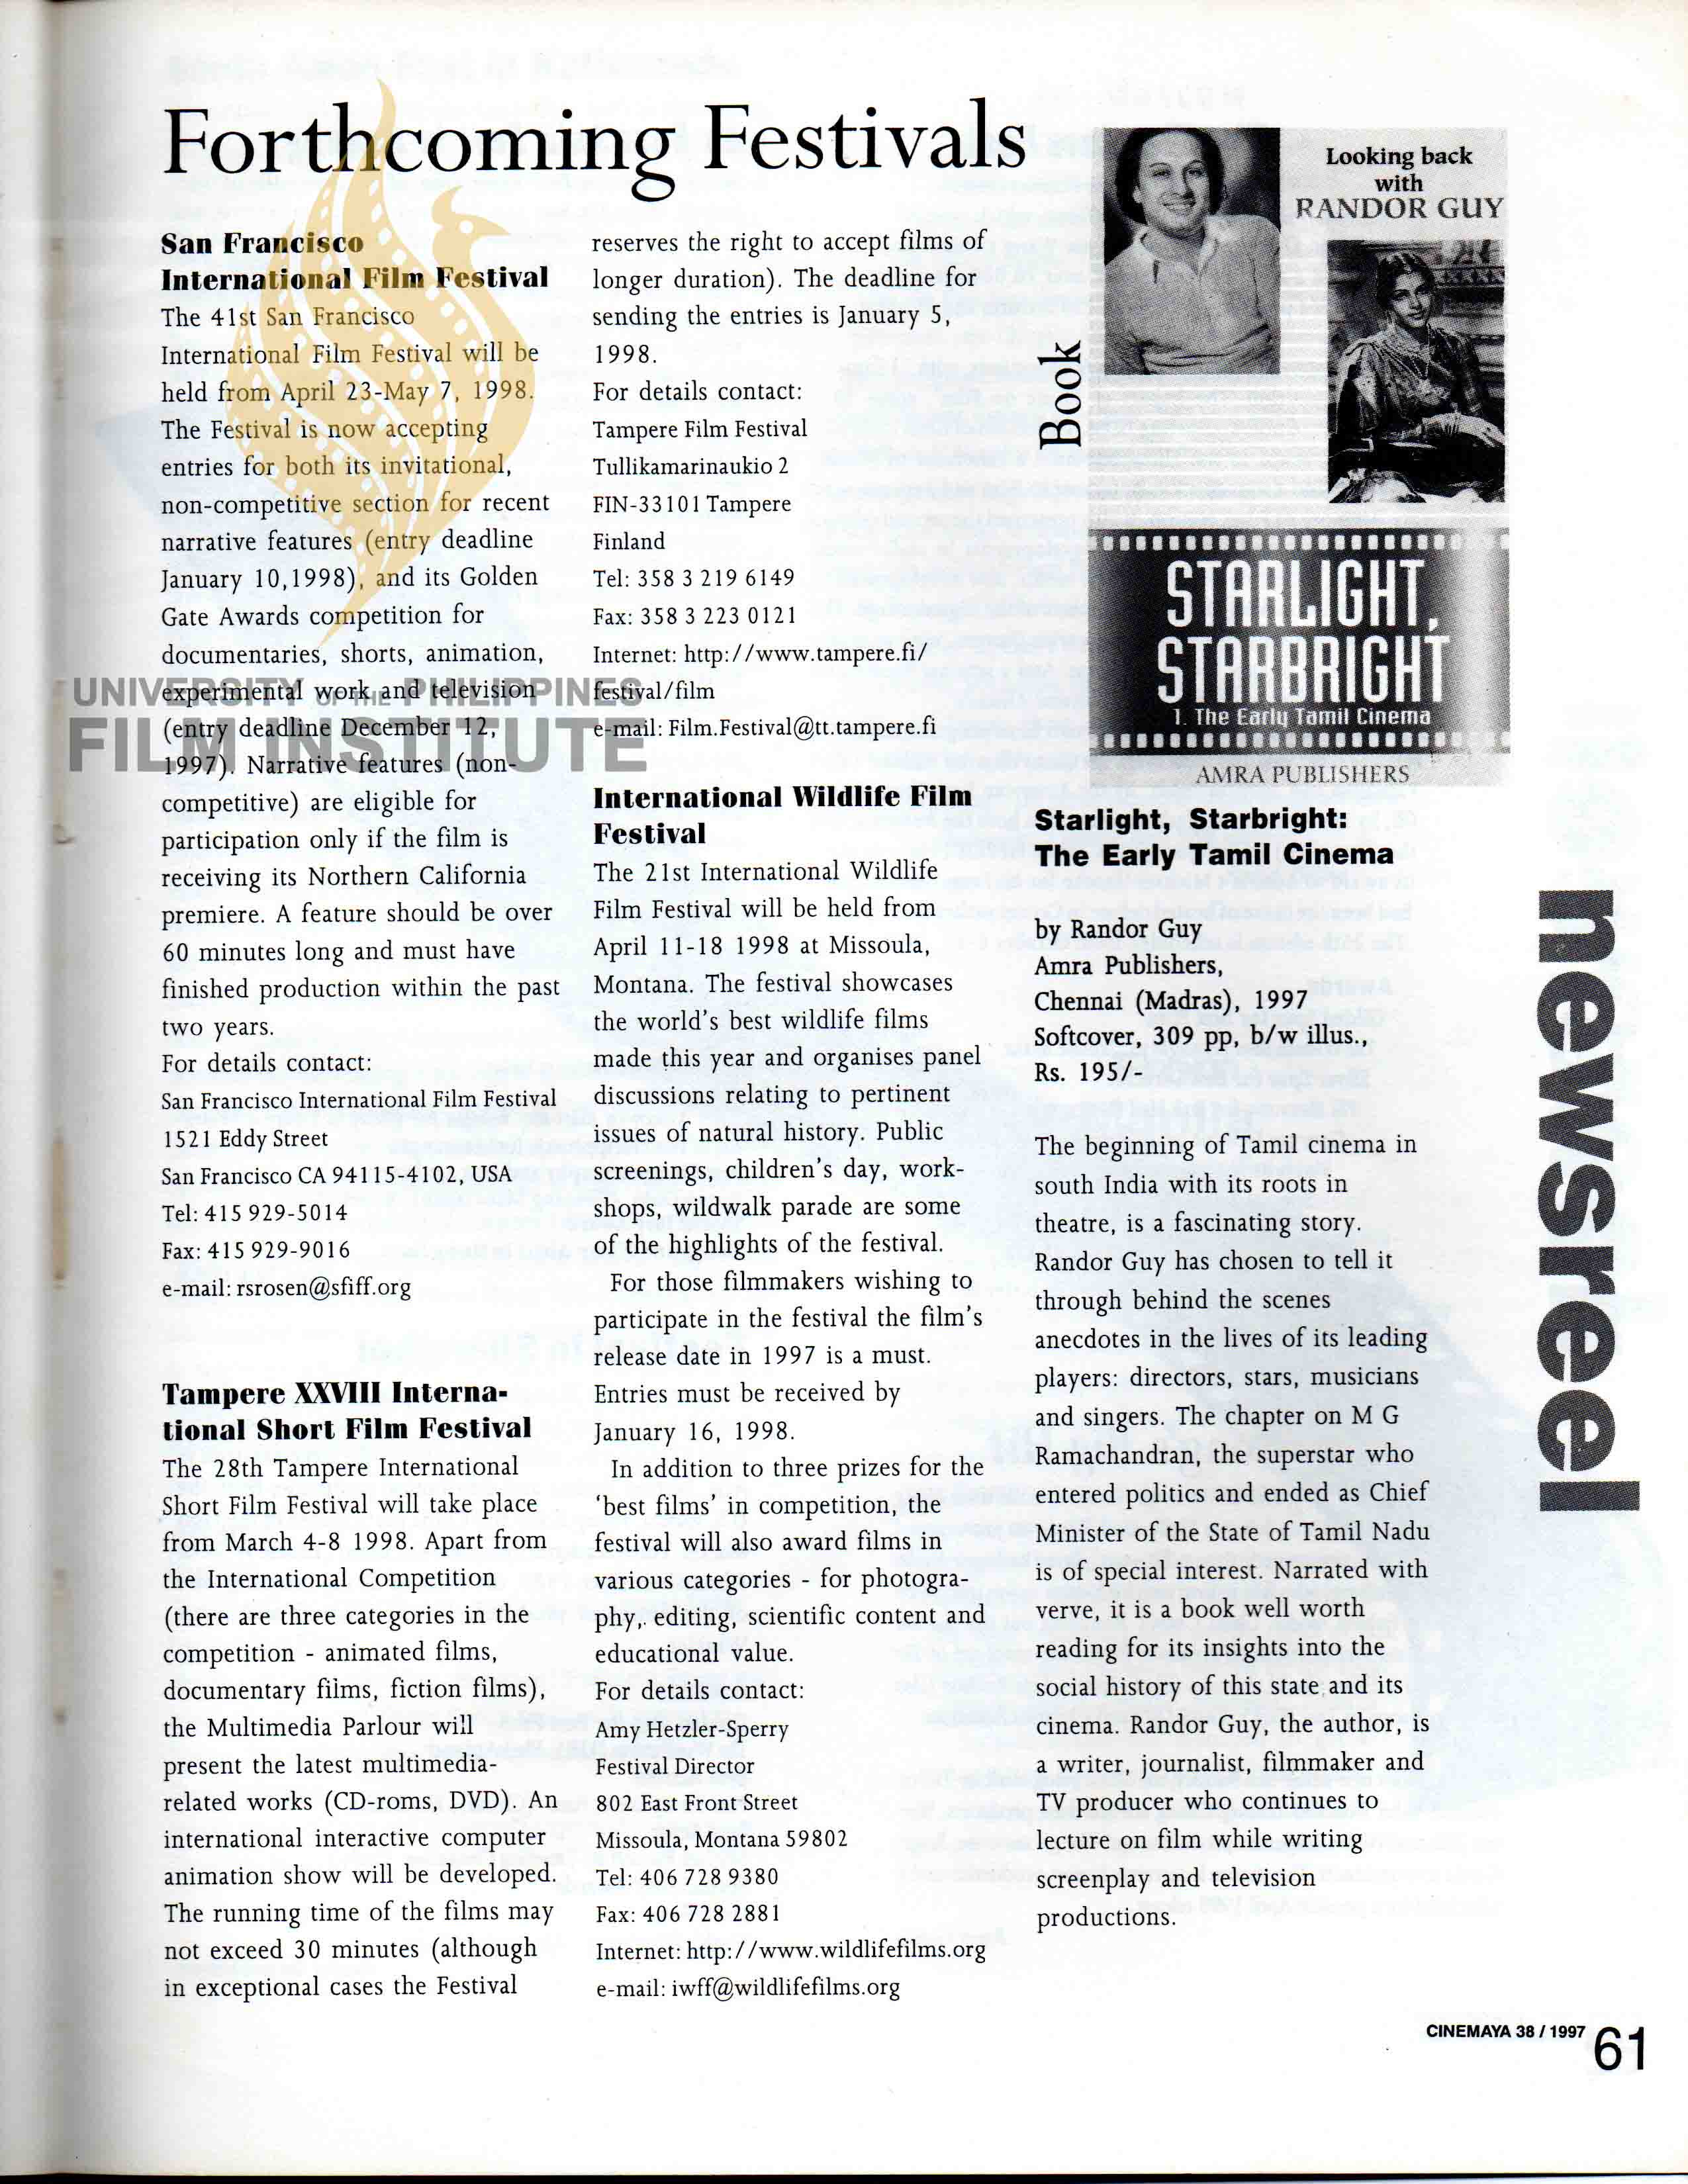 Forthcoming Festivals
San Francisco
International Film Festival
The 41st San Francisco
International Film Festival will be
held from April 23-May 7, 1998.
The Festival is now accepting
entries for both its invitational,
non-competitive section for recent
narrative features (entry deadline
January 10,1998), and its Golden
Gate Awards competition for
documentaries, shorts, animation,
experimental work and television
(entry deadline December 12,
1997). Narrative features (non-
competitive) are eligible for
participation only if the film is
receiving its Northern California
premiere. A feature should be over
60 minutes long and must have
finished production within the past
two years.
For details contact:
San Francisco International Film Festival
1521 Eddy Street
San Francisco CA 94115-4102, USA
Tel: 415 929-5014
Fax: 415 929-9016
e-mail: rsrosen@sfiff.org
Tampere XXVIII Interna-
tional Short Film Festival
The 28th Tampere International
Short Film Festival will take place
from March 4-8 1998. Apart from
the International Competition
(there are three categories in the
competition - animated films,
documentary films, fiction films),
the Multimedia Parlour will
present the latest multimedia-
related works (CD-roms, DVD). An
international interactive computer
animation show will be developed.
The running time of the films may
not exceed 30 minutes (although
in exceptional cases the Festival
reserves the right to accept films of
longer duration). The deadline for
sending the entries is January 5,
1998.
For details contact:
Tampere Film Festival
Tullikamarinaukio 2
FIN-33101 Tampere
Finland
Tel: 358 3 219 6149
Fax: 358 3 223 0121
Internet: http://www.tampere.fi/
festival/film
e-mail: Film.Festival@tt.tampere.fi
International Wildlife Film
Festival
The 21st International Wildlife
Film Festival will be held from
April 11-18 1998 at Missoula,
Montana. The festival showcases
the world's best wildlife films
made this year and organises panel
discussions relating to pertinent
issues of natural history. Public
screenings, children's day, work-
shops, wildwalk parade are some
of the highlights of the festival.
For those filmmakers wishing to
participate in the festival the film's
release date in 1997 is a must.
Entries must be received by
January 16, 1998.
In addition to three prizes for the
'best films' in competition, the
festival will also award films in
various categories - for photogra-
phy, editing, scientific content and
educational value.
For details contact:
Amy Hetzler-Sperry
Festival Director
802 East Front Street
Missoula, Montana 59802
Tel: 406 728 9380
Fax: 406 728 2881
Internet: http://www.wildlifefilms.org
e-mail: iwff@wildlifefilms.org
Book
Looking back
with
RANDOR GUY
STARLIGHT,
STARBRIGHT
1. The Early Tamil Cinema
AMRA PUBLISHERS
Starlight, Starbright:
The Early Tamil Cinema
by Randor Guy
Amra Publishers,
Chennai (Madras), 1997
Softcover, 309 pp, b/w illus.,
Rs. 195/-
The beginning of Tamil cinema in
south India with its roots in
theatre, is a fascinating story.
Randor Guy has chosen to tell it
through behind the scenes
anecdotes in the lives of its leading
players: directors, stars, musicians
and singers. The chapter on M G
Ramachandran, the superstar who
entered politics and ended as Chief
Minister of the State of Tamil Nadu
is of special interest. Narrated with
verve, it is a book well worth
reading for its insights into the
social history of this state and its
cinema. Randor Guy, the author, is
a writer, journalist, filmmaker and
TV producer who continues to
lecture on film while writing
screenplay and television
productions.
newsreel
CINEMAYA 38 / 1997 61
UNIVERSITY OF THE PHILIPPINES
FILM INSTITUTE